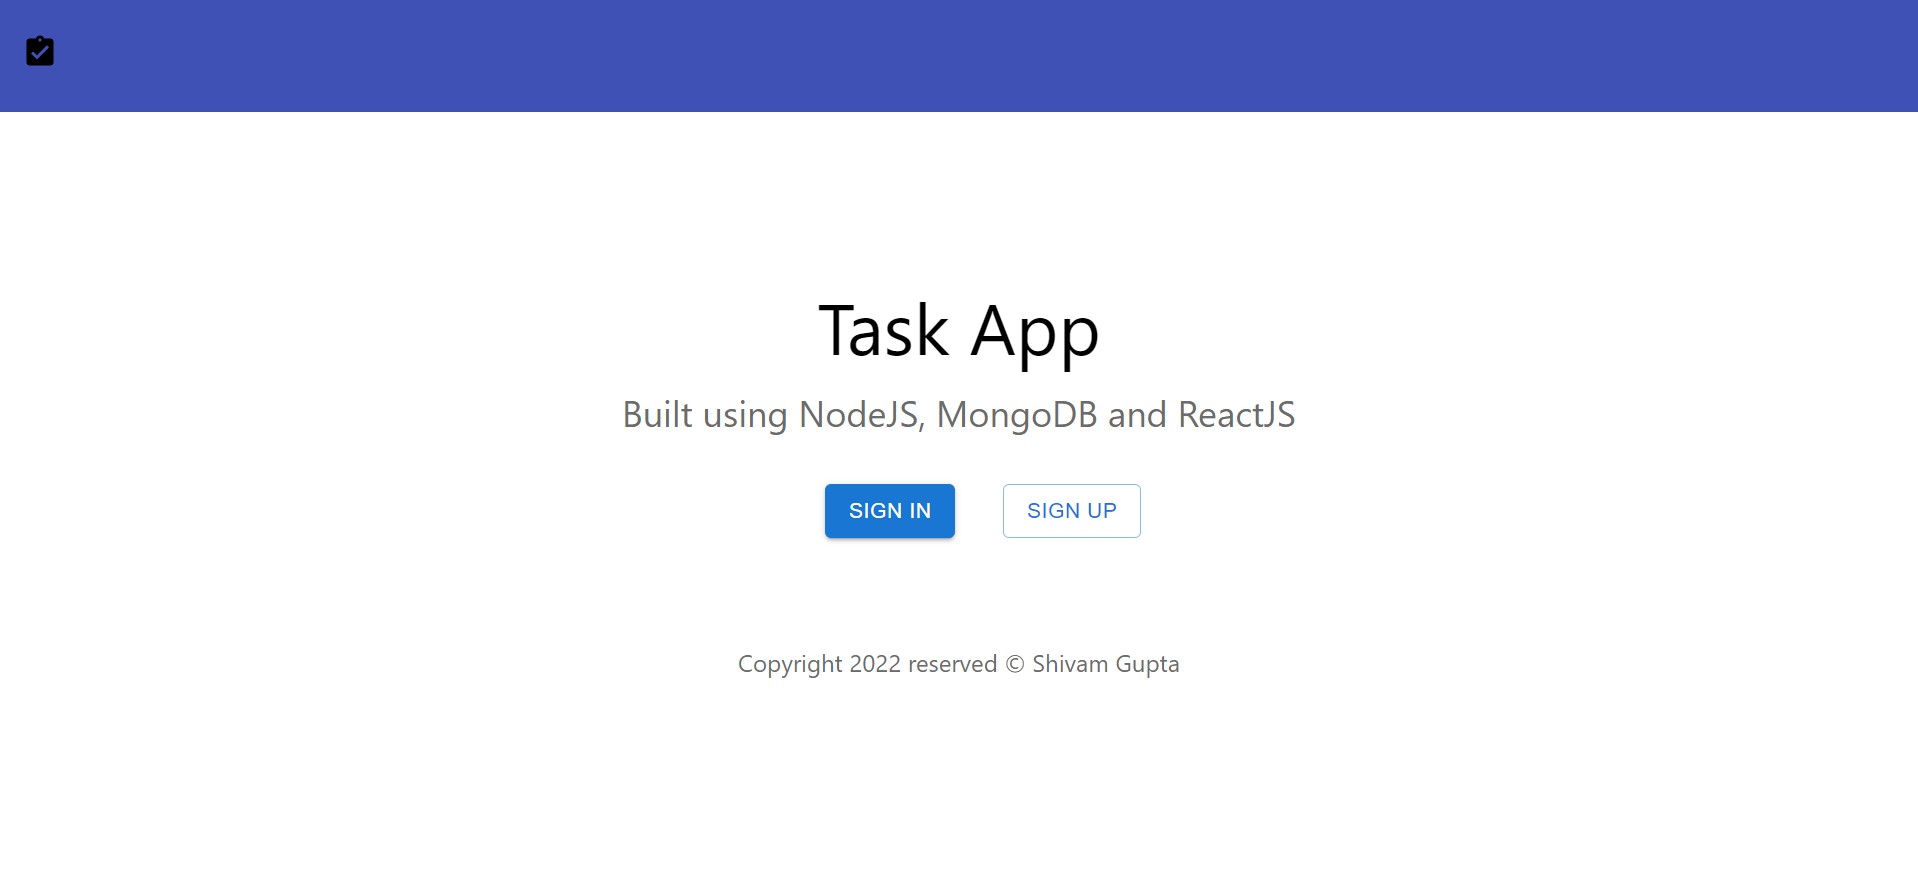 Task App
Built using NodeJS, MongoDB and ReactJS
SIGN IN SIGN UP
Copyright 2022 reserved © Shivam Gupta